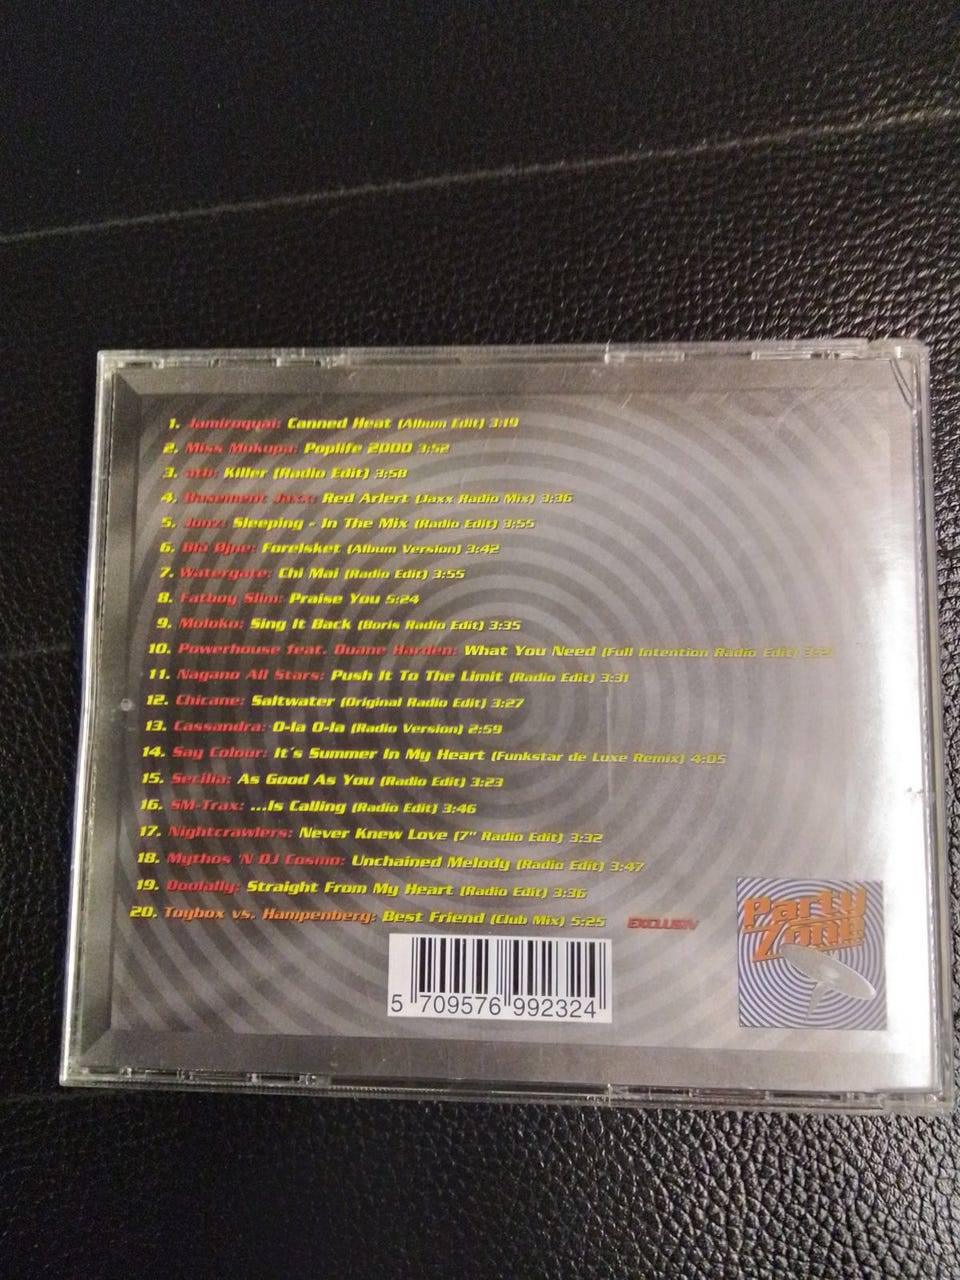 1. Jamiroquai: Canned Heat (Album Edit) 3:19
2. Miss Mukupa: Poplife 2000 3:52
3. atb: Killer (Radio Edit) 3:58
4. Basement Jaxx: Red Arlert (Jaxx Radio Mix) 3:36
5. Junz: Sleeping - In The Mix (Radio Edit) 3:55
6. Blå Øjne: Forelsket (Album Version) 3:42
7. Watergate: Chi Mai (Radio Edit) 3:55
8. Fatboy Slim: Praise You 5:24
9. Moloko: Sing It Back (Boris Radio Edit) 3:35
10. Powerhouse feat. Duane Harden: What You Need (Full Intention Radio Edit)
11. Nagano All Stars: Push It To The Limit (Radio Edit) 3:31
12. Chicane: Saltwater (Original Radio Edit) 3:27
13. Cassandra: O-la O-la (Radio Version) 2:59
14. Say Colour: It's Summer In My Heart (Funkstar de Luxe Remix) 4:05
15. Secilia: As Good As You (Radio Edit) 3:23
16. SM-Trax: ...Is Calling (Radio Edit) 3:46
17. Nightcrawlers: Never Knew Love (7" Radio Edit) 3:32
18. Mythos 'N DJ Cosmo: Unchained Melody (Radio Edit) 3:47
19. Doolally: Straight From My Heart (Radio Edit) 3:36
20. Toybox vs. Hampenberg: Best Friend (Club Mix) 5:25 EXCLUSIV
Party
Zone
5 709576 992324